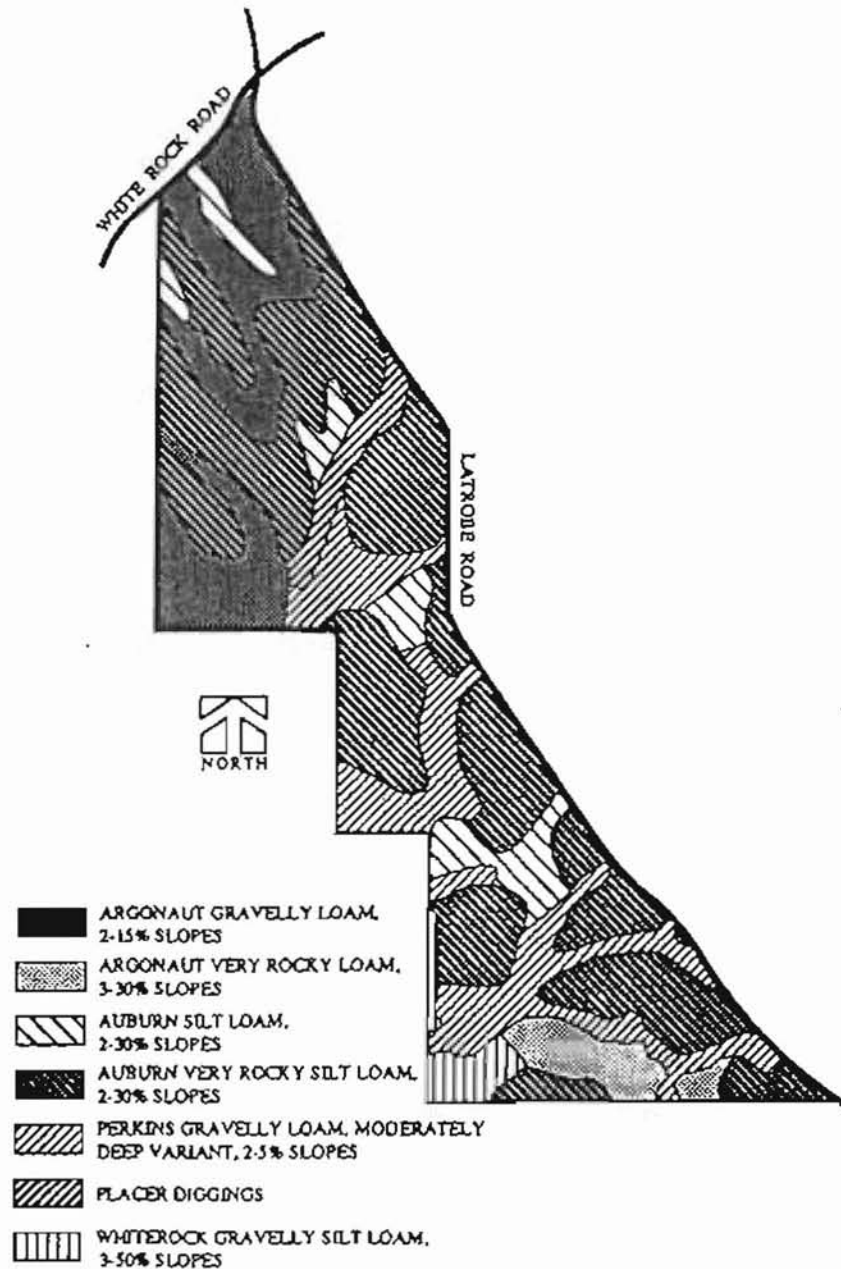 WHITE ROCK ROAD
LATROBE ROAD
NORTH
ARGONAUT GRAVELLY LOAM,
2-15% SLOPES
ARGONAUT VERY ROCKY LOAM,
3-30% SLOPES
AUBURN SILT LOAM,
2-30% SLOPES
AUBURN VERY ROCKY SILT LOAM,
2-30% SLOPES
PERKINS GRAVELLY LOAM, MODERATELY
DEEP VARIANT, 2-5% SLOPES
PLACER DIGGINGS
WHITEROCK GRAVELLY SILT LOAM,
3-50% SLOPES